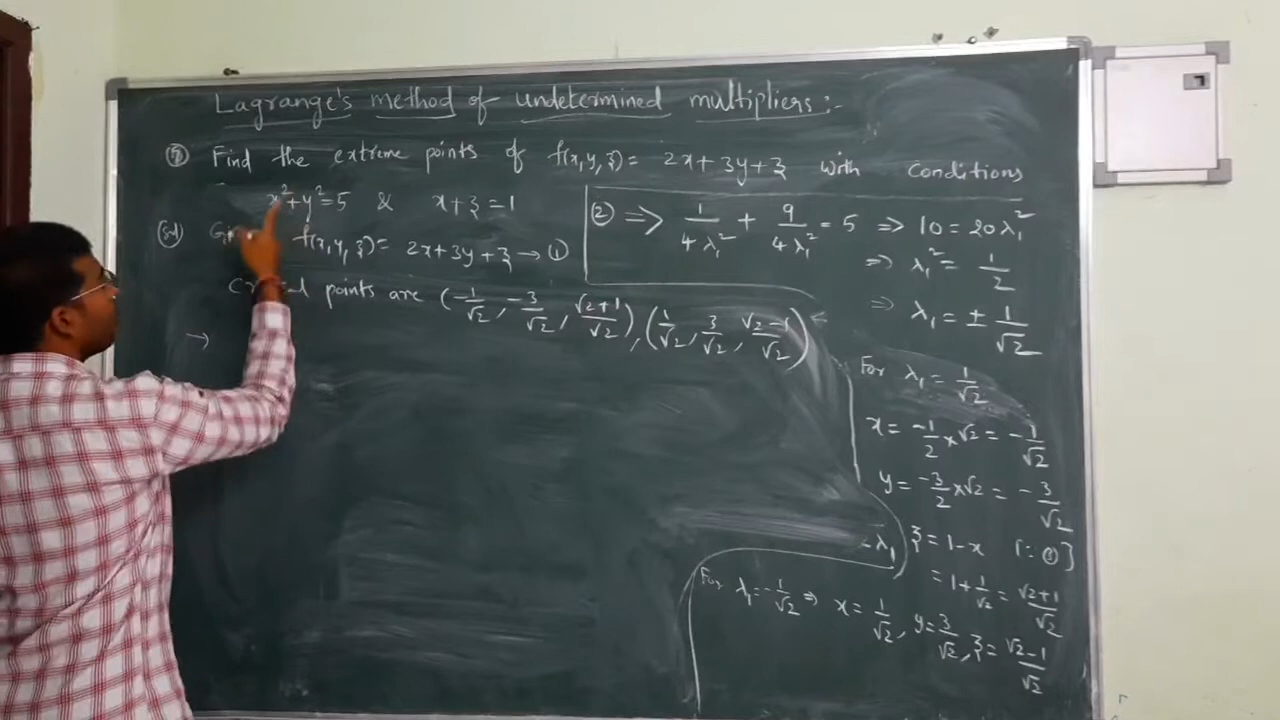 Lagrange's method of undetermined multipliers:-
⑤ Find the extreme points of f(x,y,z)= 2x+3y+z with conditions
x²+y²=5 & x+z=1
Sol f(x,y,z)= 2x+3y+z → ①
points are (-1/√2, -3/√2, √2+1/√2), (1/√2, 3/√2, √2-1/√2)
→
② ⇒ 1/4λ₁² + 9/4λ₁² = 5 ⇒ 10=20λ₁²
⇒ λ₁² = 1/2
⇒ λ₁ = ± 1/√2
For λ₁ = 1/√2
x = -1/2 ×√2 = -1/√2
y = -3/2 ×√2 = -3/√2
-λ₁
z = 1-x [∵ ③]
= 1+1/√2 = √2+1/√2
For λ₁=-1/√2 ⇒ x = 1/√2, y=3/√2, z= √2-1/√2